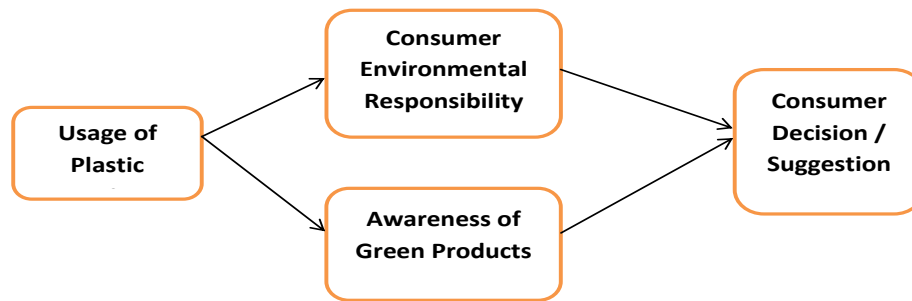 Usage of
Plastic
Consumer
Environmental
Responsibility
Awareness of
Green Products
Consumer
Decision /
Suggestion